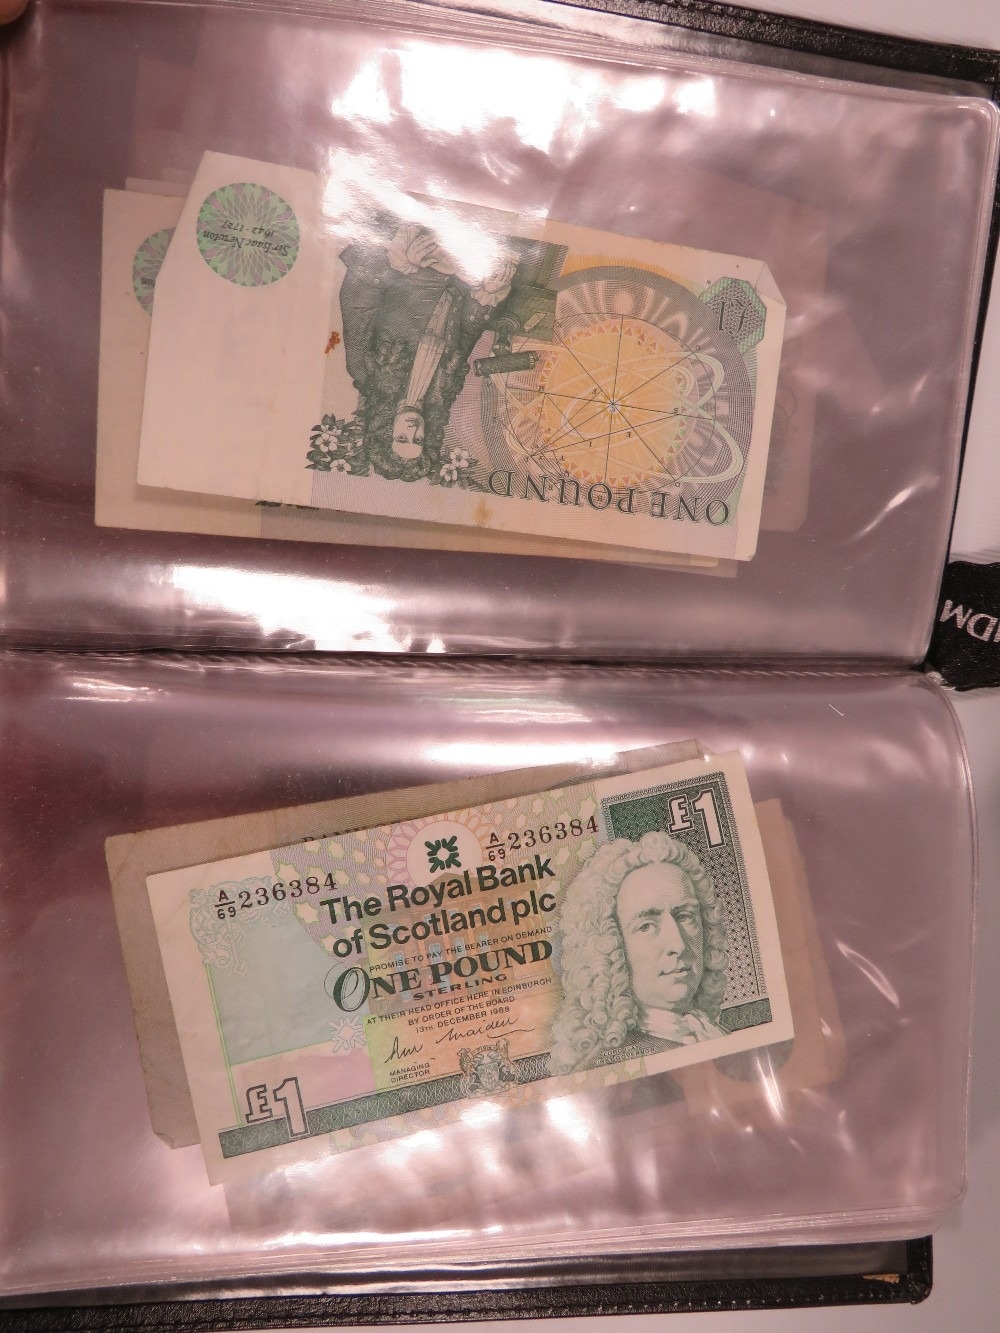 Sir Isaac Newton
1642-1727
£1
ONE POUND
DM
A/69 236384
A/69 236384
£1
The Royal Bank
of Scotland plc
PROMISE TO PAY THE BEARER ON DEMAND
ONE POUND
STERLING
AT THEIR HEAD OFFICE HERE IN EDINBURGH
BY ORDER OF THE BOARD
13TH DECEMBER 1988
MANAGING
DIRECTOR
£1